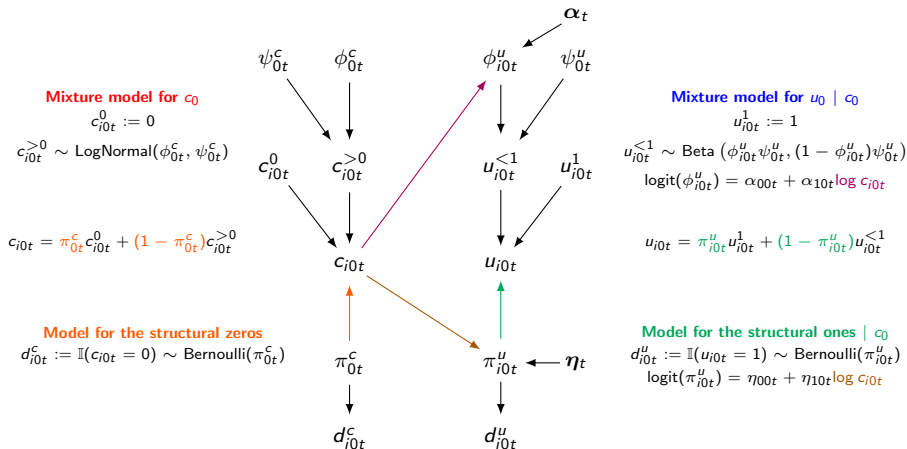 α_t
ψ^c_{0t} φ^c_{0t} φ^u_{i0t} ψ^u_{0t}
Mixture model for c_0
c^0_{i0t} := 0
c^{>0}_{i0t} ∼ LogNormal(φ^c_{0t}, ψ^c_{0t})
c^0_{i0t} c^{>0}_{i0t} u^{<1}_{i0t} u^1_{i0t}
Mixture model for u_0 | c_0
u^1_{i0t} := 1
u^{<1}_{i0t} ∼ Beta (φ^u_{i0t}ψ^u_{0t}, (1 − φ^u_{i0t})ψ^u_{0t})
logit(φ^u_{i0t}) = α_{00t} + α_{10t} log c_{i0t}
c_{i0t} = π^c_{0t}c^0_{i0t} + (1 − π^c_{0t})c^{>0}_{i0t}
c_{i0t} u_{i0t}
u_{i0t} = π^u_{i0t}u^1_{i0t} + (1 − π^u_{i0t})u^{<1}_{i0t}
Model for the structural zeros
d^c_{i0t} := 𝕀(c_{i0t} = 0) ∼ Bernoulli(π^c_{0t})
π^c_{0t} π^u_{i0t} η_t
Model for the structural ones | c_0
d^u_{i0t} := 𝕀(u_{i0t} = 1) ∼ Bernoulli(π^u_{i0t})
logit(π^u_{i0t}) = η_{00t} + η_{10t} log c_{i0t}
d^c_{i0t} d^u_{i0t}